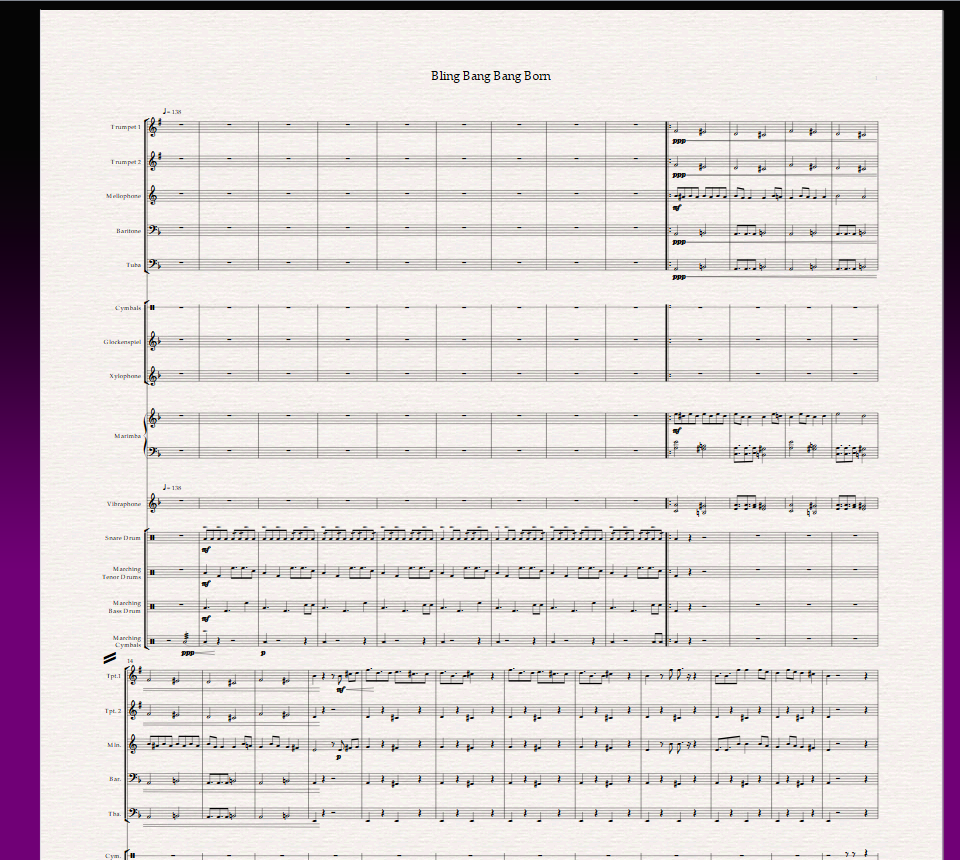 Bling Bang Bang Born
♩= 138
Trumpet 1
Trumpet 2
Mellophone
Baritone
Tuba
ppp
ppp
mf
ppp
ppp
Cymbals
Glockenspiel
Xylophone
Marimba
mf
♩= 138
Vibraphone
Snare Drum
mf
Marching
Tenor Drums
mf
Marching
Bass Drum
mf
Marching
Cymbals
ppp
p
14
Tpt.1
mf
Tpt. 2
Mln.
p
Bar.
Tba.
Cym.